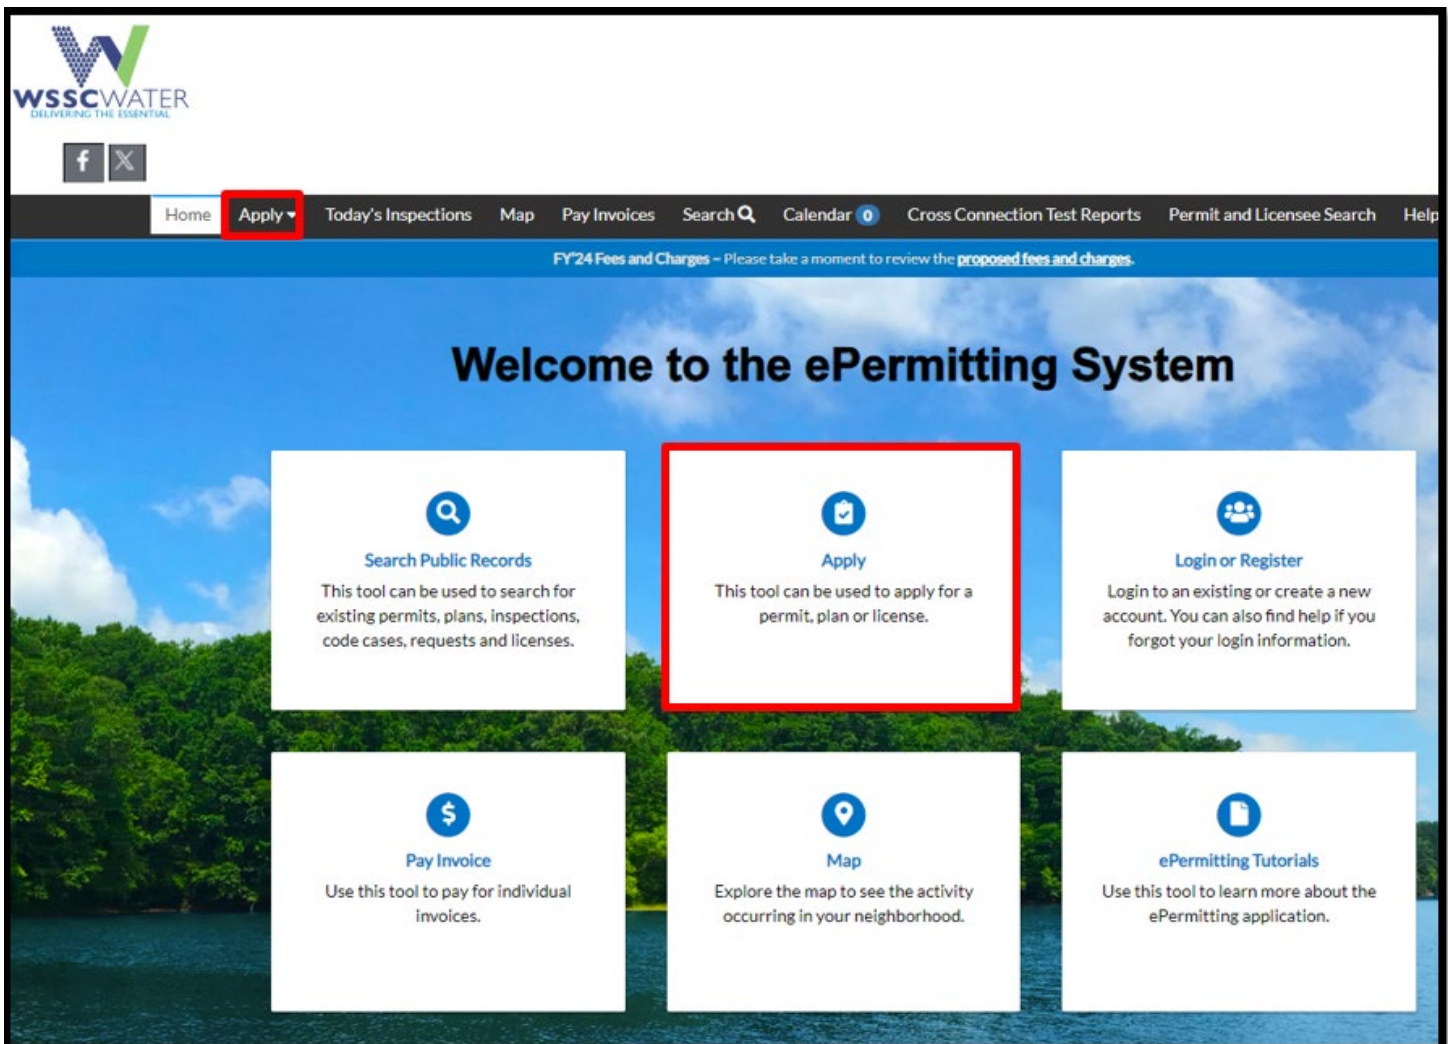 WSSCWATER
DELIVERING THE ESSENTIAL
Home Apply Today's Inspections Map Pay Invoices Search Calendar 0 Cross Connection Test Reports Permit and Licensee Search Help
FY'24 Fees and Charges – Please take a moment to review the proposed fees and charges.
Welcome to the ePermitting System
Search Public Records
This tool can be used to search for
existing permits, plans, inspections,
code cases, requests and licenses.
Apply
This tool can be used to apply for a
permit, plan or license.
Login or Register
Login to an existing or create a new
account. You can also find help if you
forgot your login information.
Pay Invoice
Use this tool to pay for individual
invoices.
Map
Explore the map to see the activity
occurring in your neighborhood.
ePermitting Tutorials
Use this tool to learn more about the
ePermitting application.